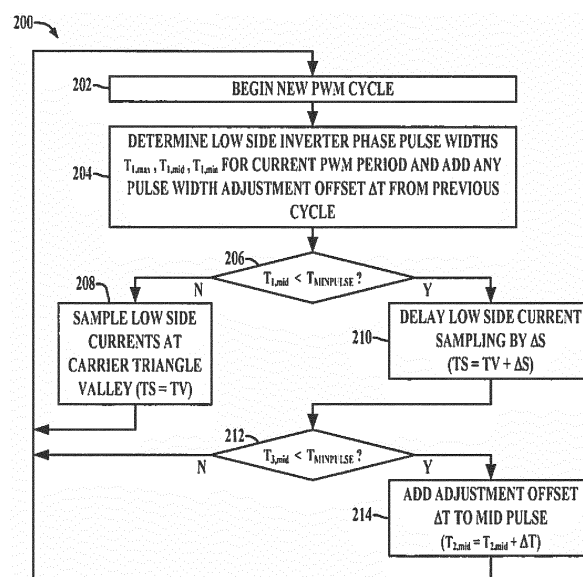 200
202
BEGIN NEW PWM CYCLE
204
DETERMINE LOW SIDE INVERTER PHASE PULSE WIDTHS
T1,max, T1,mid, T1,min FOR CURRENT PWM PERIOD AND ADD ANY
PULSE WIDTH ADJUSTMENT OFFSET ΔT FROM PREVIOUS
CYCLE
206
T1,mid < TMINPULSE ?
N
Y
208
SAMPLE LOW SIDE
CURRENTS AT
CARRIER TRIANGLE
VALLEY (TS = TV)
210
DELAY LOW SIDE CURRENT
SAMPLING BY ΔS
(TS = TV + ΔS)
212
T3,mid < TMINPULSE ?
N
Y
214
ADD ADJUSTMENT OFFSET
ΔT TO MID PULSE
(T2,mid = T2,mid + ΔT)